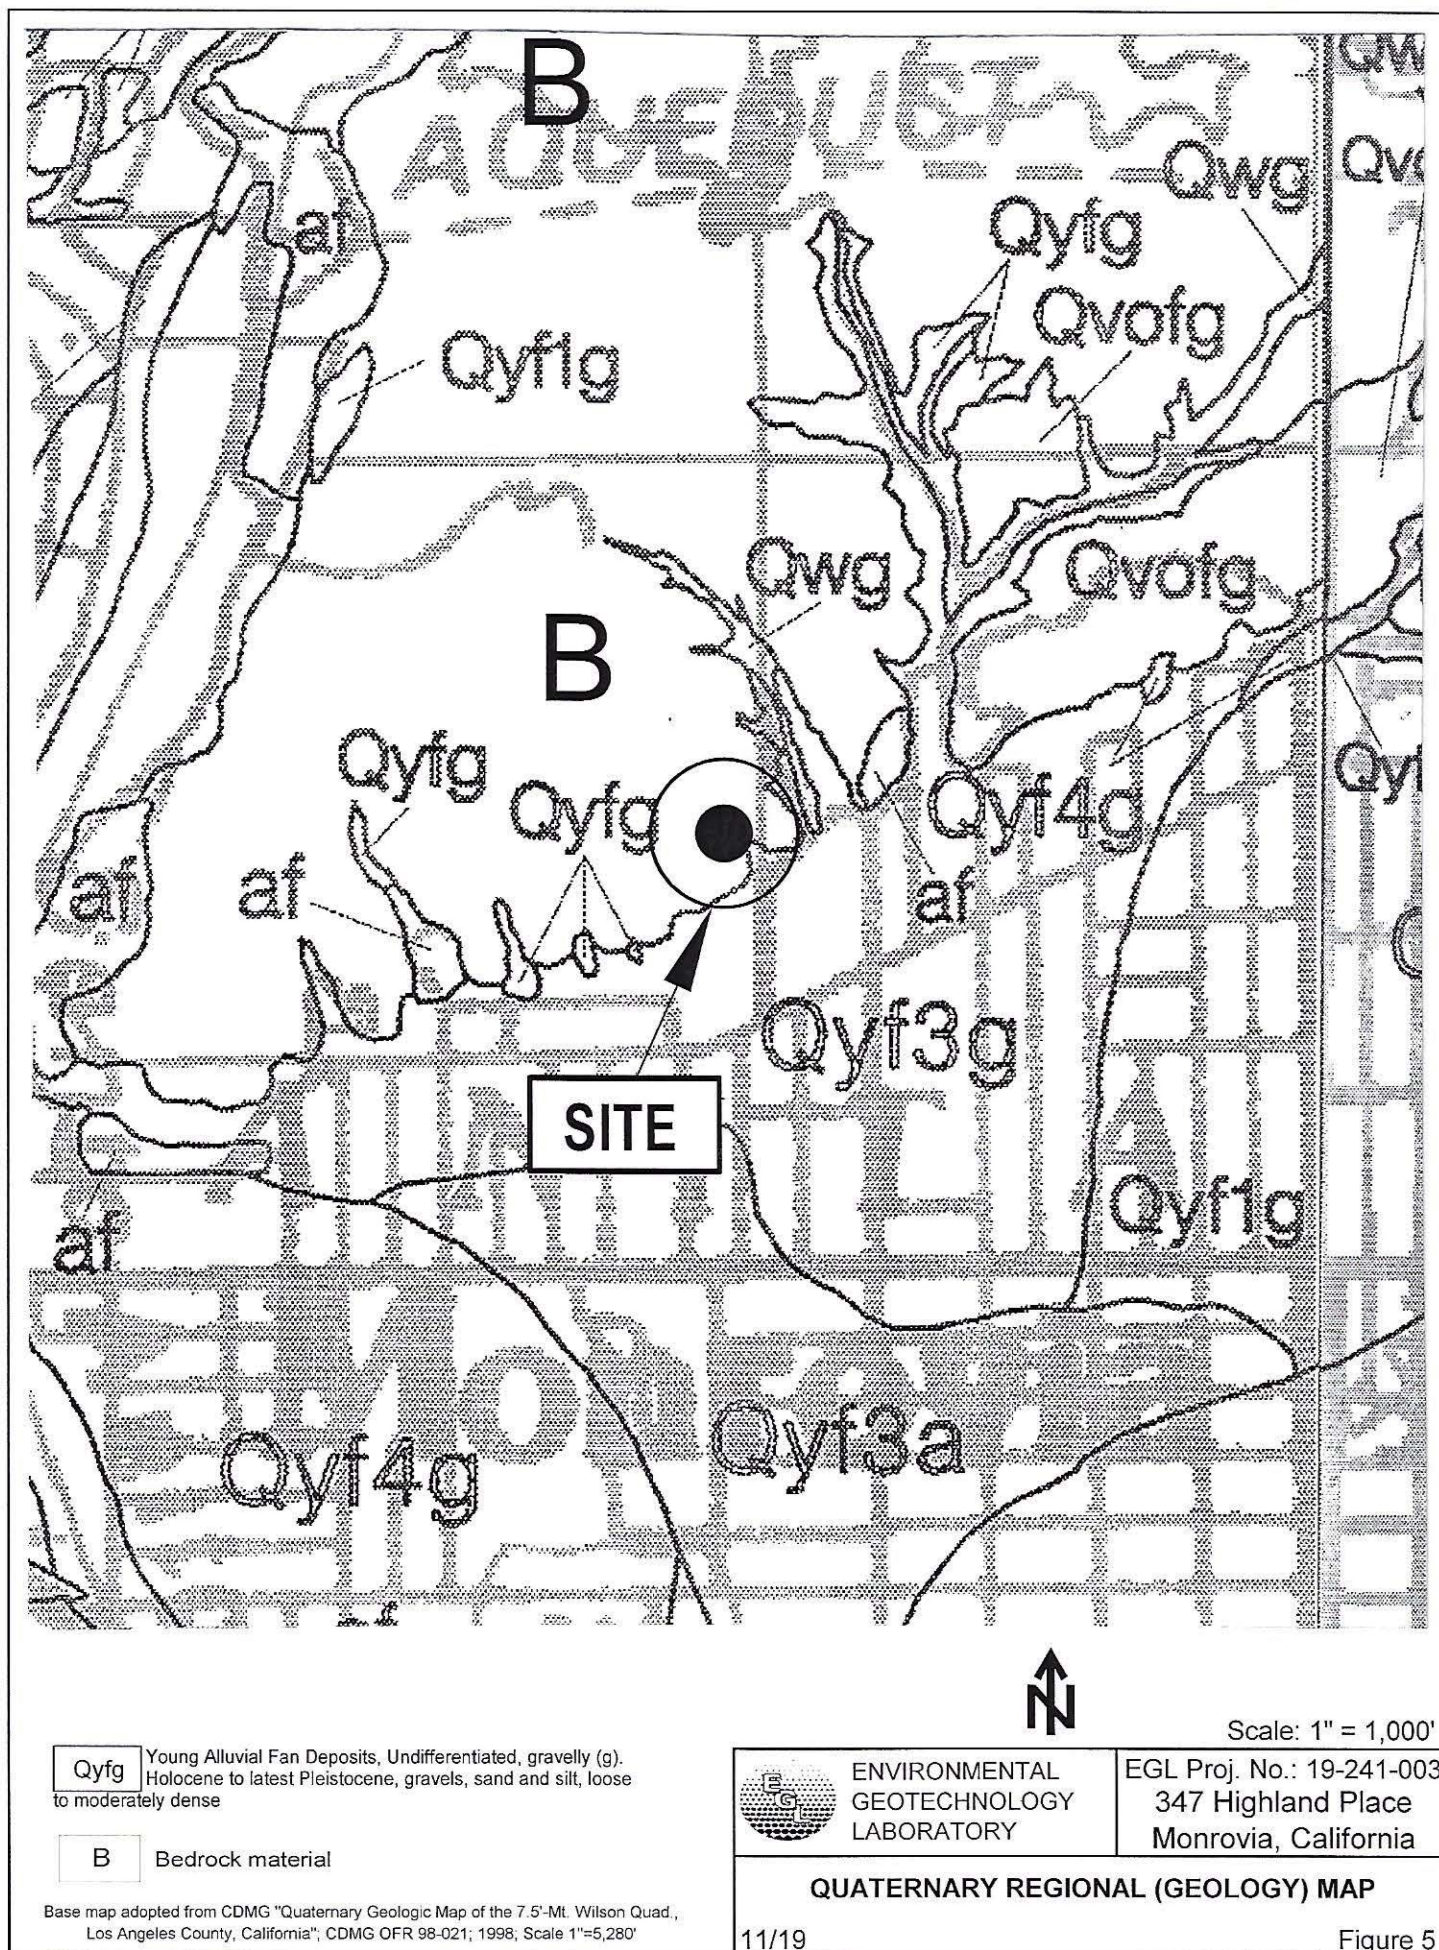 B
AQUEDUCT
Qwg
af
Qyfg
Qvofg
Qyf1g
Qwg
Qvofg
B
Qyfg
Qyfg
Qyf4g
af
af
af
Qyf3g
SITE
Qyf1g
af
Qyf3a
Qyf4g
N
Scale: 1" = 1,000'
Qyfg Young Alluvial Fan Deposits, Undifferentiated, gravelly (g).
Holocene to latest Pleistocene, gravels, sand and silt, loose
to moderately dense
B Bedrock material
Base map adopted from CDMG "Quaternary Geologic Map of the 7.5'-Mt. Wilson Quad.,
Los Angeles County, California"; CDMG OFR 98-021; 1998; Scale 1"=5,280'
EGL
ENVIRONMENTAL
GEOTECHNOLOGY
LABORATORY
EGL Proj. No.: 19-241-003
347 Highland Place
Monrovia, California
QUATERNARY REGIONAL (GEOLOGY) MAP
11/19 Figure 5